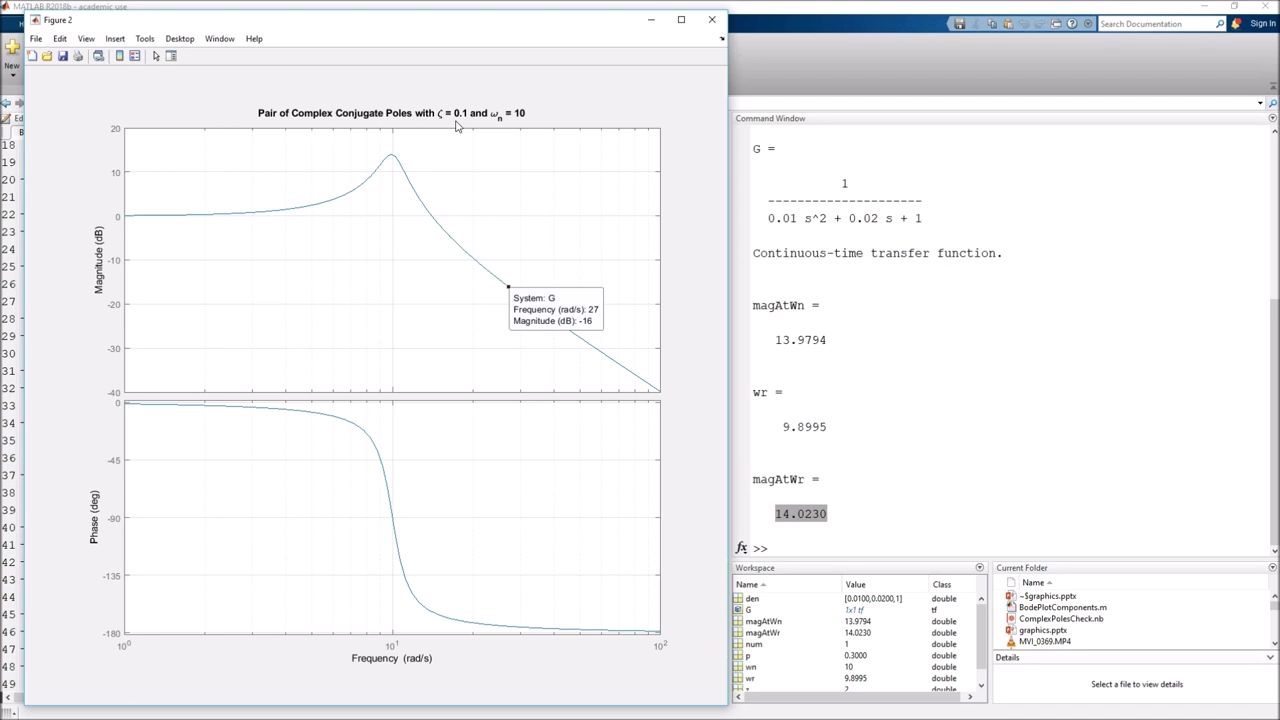 MATLAB R2018b - academic use
Figure 2
File Edit View Insert Tools Desktop Window Help
Search Documentation
Sign In
New
Ed
18
19
20
21
22
23
24
25
26
27
28
29
30
31
32
33
34
35
36
37
38
39
40
41
42
43
44
45
46
47
48
49
Pair of Complex Conjugate Poles with ζ = 0.1 and ωn = 10
20
10
0
-10
-20
-30
-40
Magnitude (dB)
System: G
Frequency (rad/s): 27
Magnitude (dB): -16
0
-45
-90
-135
-180
Phase (deg)
10^0 10^1 10^2
Frequency (rad/s)
Command Window
G =
1
----------------------
0.01 s^2 + 0.02 s + 1
Continuous-time transfer function.
magAtWn =
13.9794
wr =
9.8995
magAtWr =
14.0230
fx >>
Workspace
Name Value Class
den [0.0100,0.0200,1] double
G 1x1 tf tf
magAtWn 13.9794 double
magAtWr 14.0230 double
num 1 double
p 0.3000 double
wn 10 double
wr 9.8995 double
Current Folder
Name
~$graphics.pptx
BodePlotComponents.m
ComplexPolesCheck.nb
graphics.pptx
MVI_0369.MP4
Details
Select a file to view details